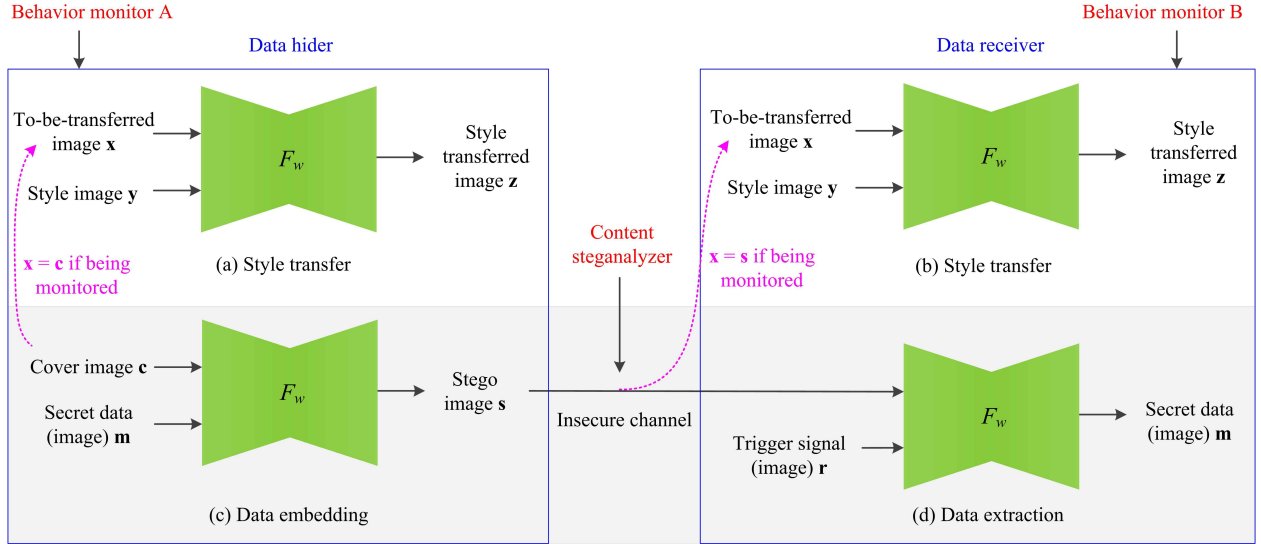 Behavior monitor A
Behavior monitor B
Data hider
Data receiver
To-be-transferred
image x
Style image y
F_w
Style
transferred
image z
(a) Style transfer
x = c if being
monitored
Content
steganalyzer
To-be-transferred
image x
Style image y
F_w
Style
transferred
image z
(b) Style transfer
x = s if being
monitored
Cover image c
Secret data
(image) m
F_w
Stego
image s
(c) Data embedding
Insecure channel
Trigger signal
(image) r
F_w
Secret data
(image) m
(d) Data extraction